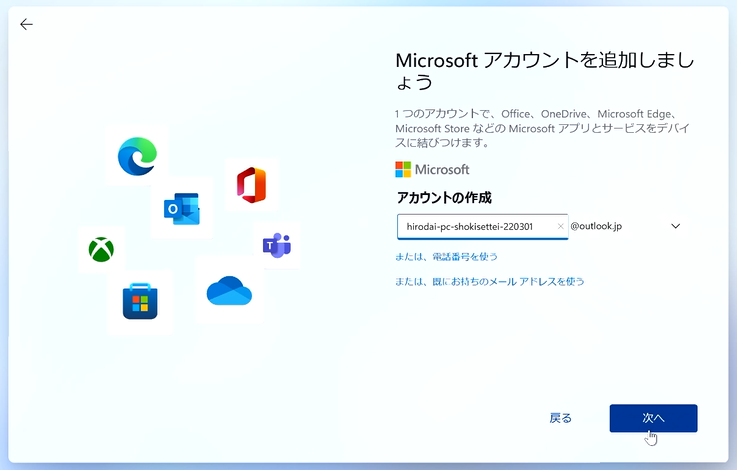 Microsoft アカウントを追加しまし
ょう
1 つのアカウントで、Office、OneDrive、Microsoft Edge、
Microsoft Store などの Microsoft アプリとサービスをデバイ
スに結びつけます。
Microsoft
アカウントの作成
hirodai-pc-shokisettei-220301 × @outlook.jp
または、電話番号を使う
または、既にお持ちのメール アドレスを使う
戻る 次へ